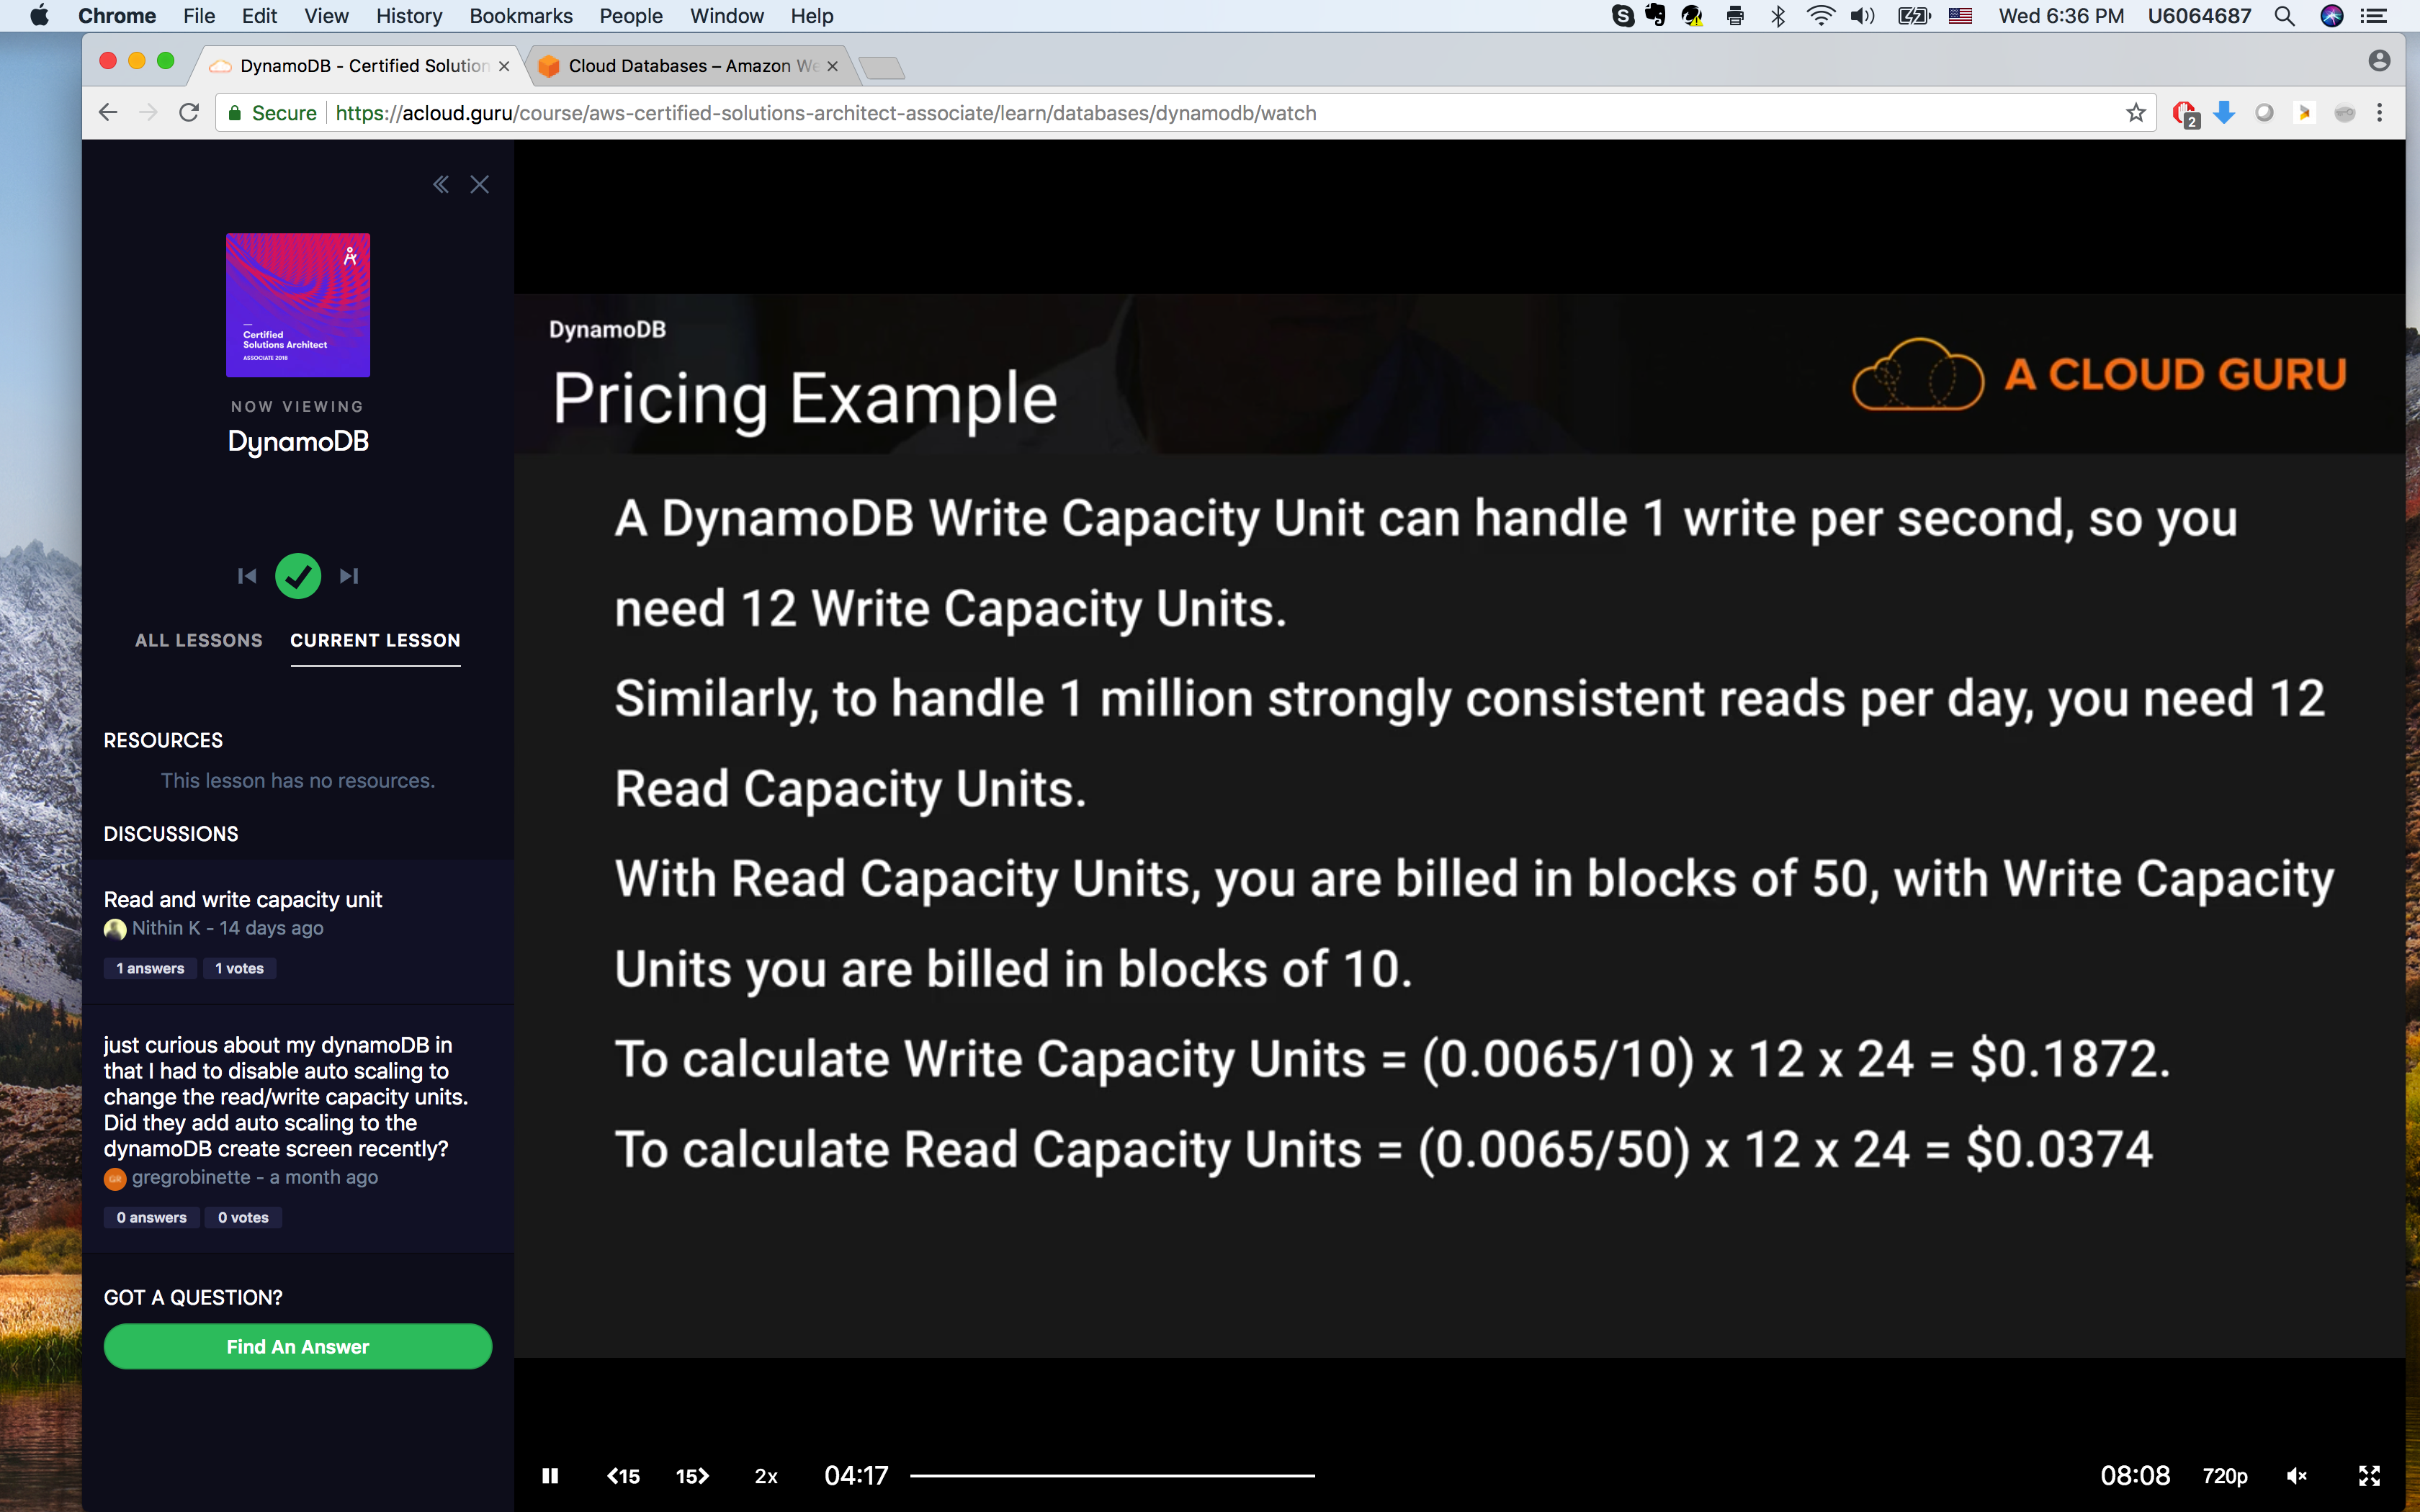 Chrome File Edit View History Bookmarks People Window Help
Wed 6:36 PM U6064687
DynamoDB - Certified Solution
Cloud Databases – Amazon We
Secure https://acloud.guru/course/aws-certified-solutions-architect-associate/learn/databases/dynamodb/watch
2
Certified
Solutions Architect
ASSOCIATE 2018
NOW VIEWING
DynamoDB
ALL LESSONS CURRENT LESSON
RESOURCES
This lesson has no resources.
DISCUSSIONS
Read and write capacity unit
Nithin K - 14 days ago
1 answers 1 votes
just curious about my dynamoDB in
that I had to disable auto scaling to
change the read/write capacity units.
Did they add auto scaling to the
dynamoDB create screen recently?
GR gregrobinette - a month ago
0 answers 0 votes
GOT A QUESTION?
Find An Answer
DynamoDB
Pricing Example
A CLOUD GURU
A DynamoDB Write Capacity Unit can handle 1 write per second, so you
need 12 Write Capacity Units.
Similarly, to handle 1 million strongly consistent reads per day, you need 12
Read Capacity Units.
With Read Capacity Units, you are billed in blocks of 50, with Write Capacity
Units you are billed in blocks of 10.
To calculate Write Capacity Units = (0.0065/10) x 12 x 24 = $0.1872.
To calculate Read Capacity Units = (0.0065/50) x 12 x 24 = $0.0374
15 15 2x 04:17 08:08 720p